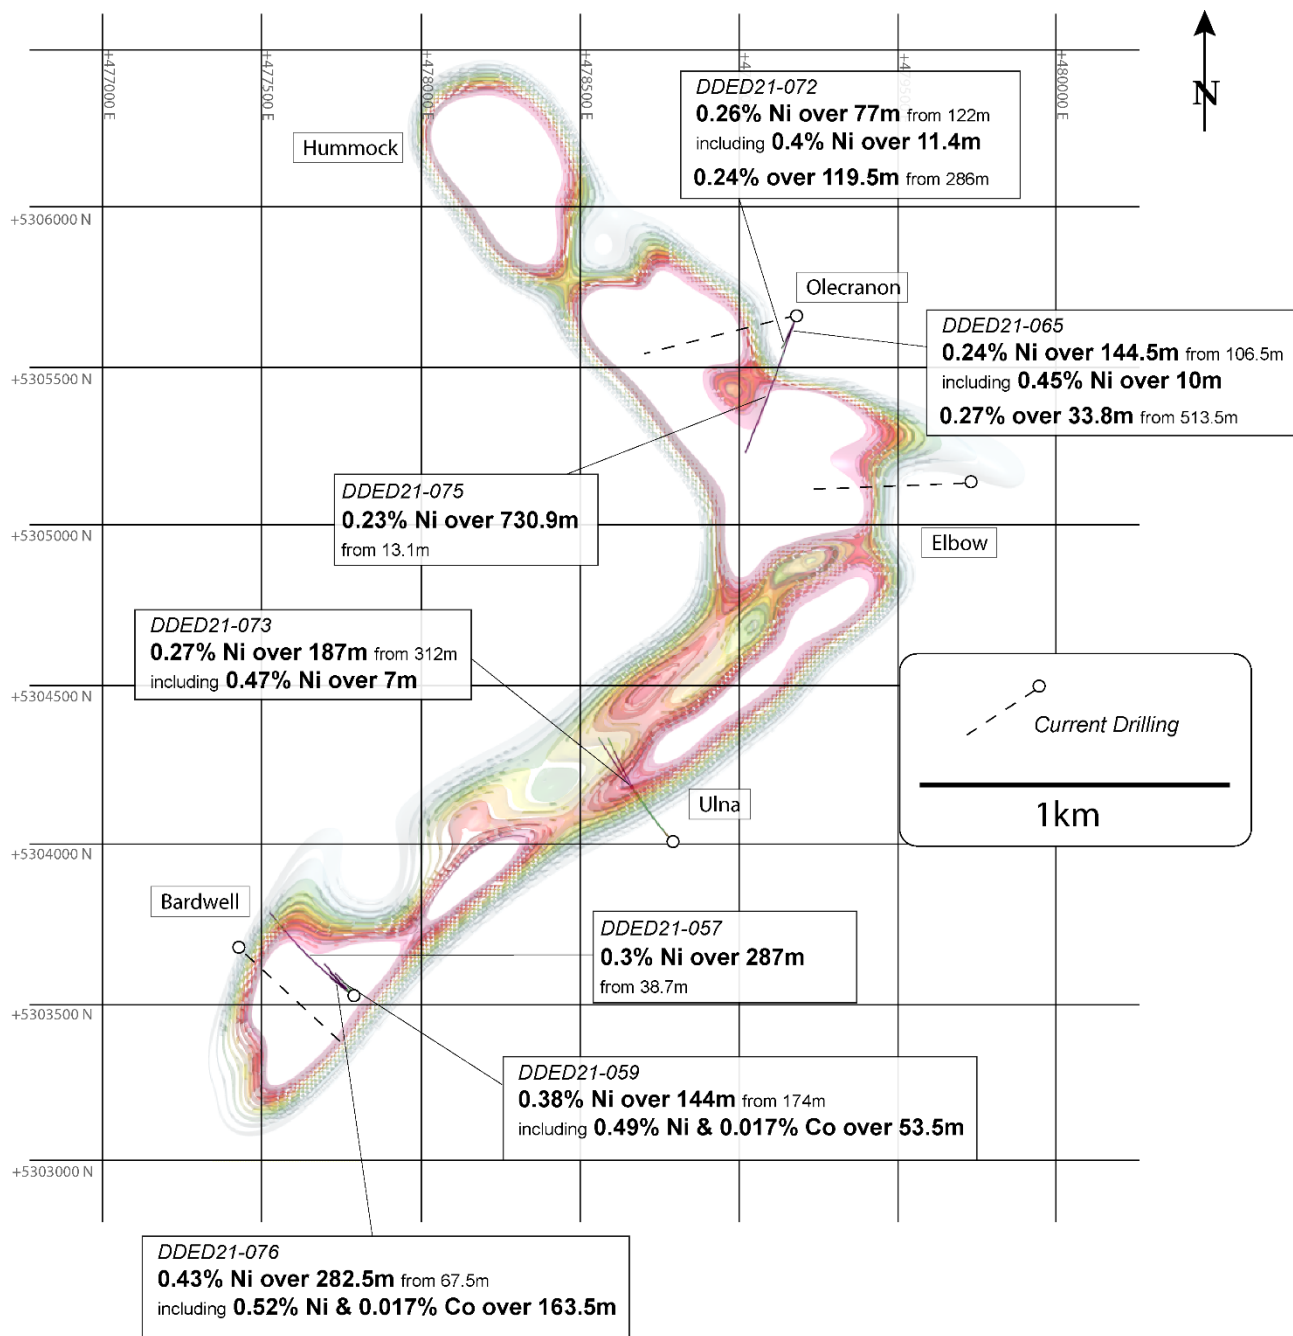 +477000 E
+477500 E
+478000 E
+478500 E
+480000 E
N
DDED21-072
0.26% Ni over 77m from 122m
including 0.4% Ni over 11.4m
0.24% over 119.5m from 286m
Hummock
+5306000 N
Olecranon
DDED21-065
0.24% Ni over 144.5m from 106.5m
including 0.45% Ni over 10m
0.27% over 33.8m from 513.5m
+5305500 N
DDED21-075
0.23% Ni over 730.9m
from 13.1m
+5305000 N
Elbow
DDED21-073
0.27% Ni over 187m from 312m
including 0.47% Ni over 7m
+5304500 N
Current Drilling
1km
Ulna
+5304000 N
Bardwell
DDED21-057
0.3% Ni over 287m
from 38.7m
+5303500 N
DDED21-059
0.38% Ni over 144m from 174m
including 0.49% Ni & 0.017% Co over 53.5m
+5303000 N
DDED21-076
0.43% Ni over 282.5m from 67.5m
including 0.52% Ni & 0.017% Co over 163.5m